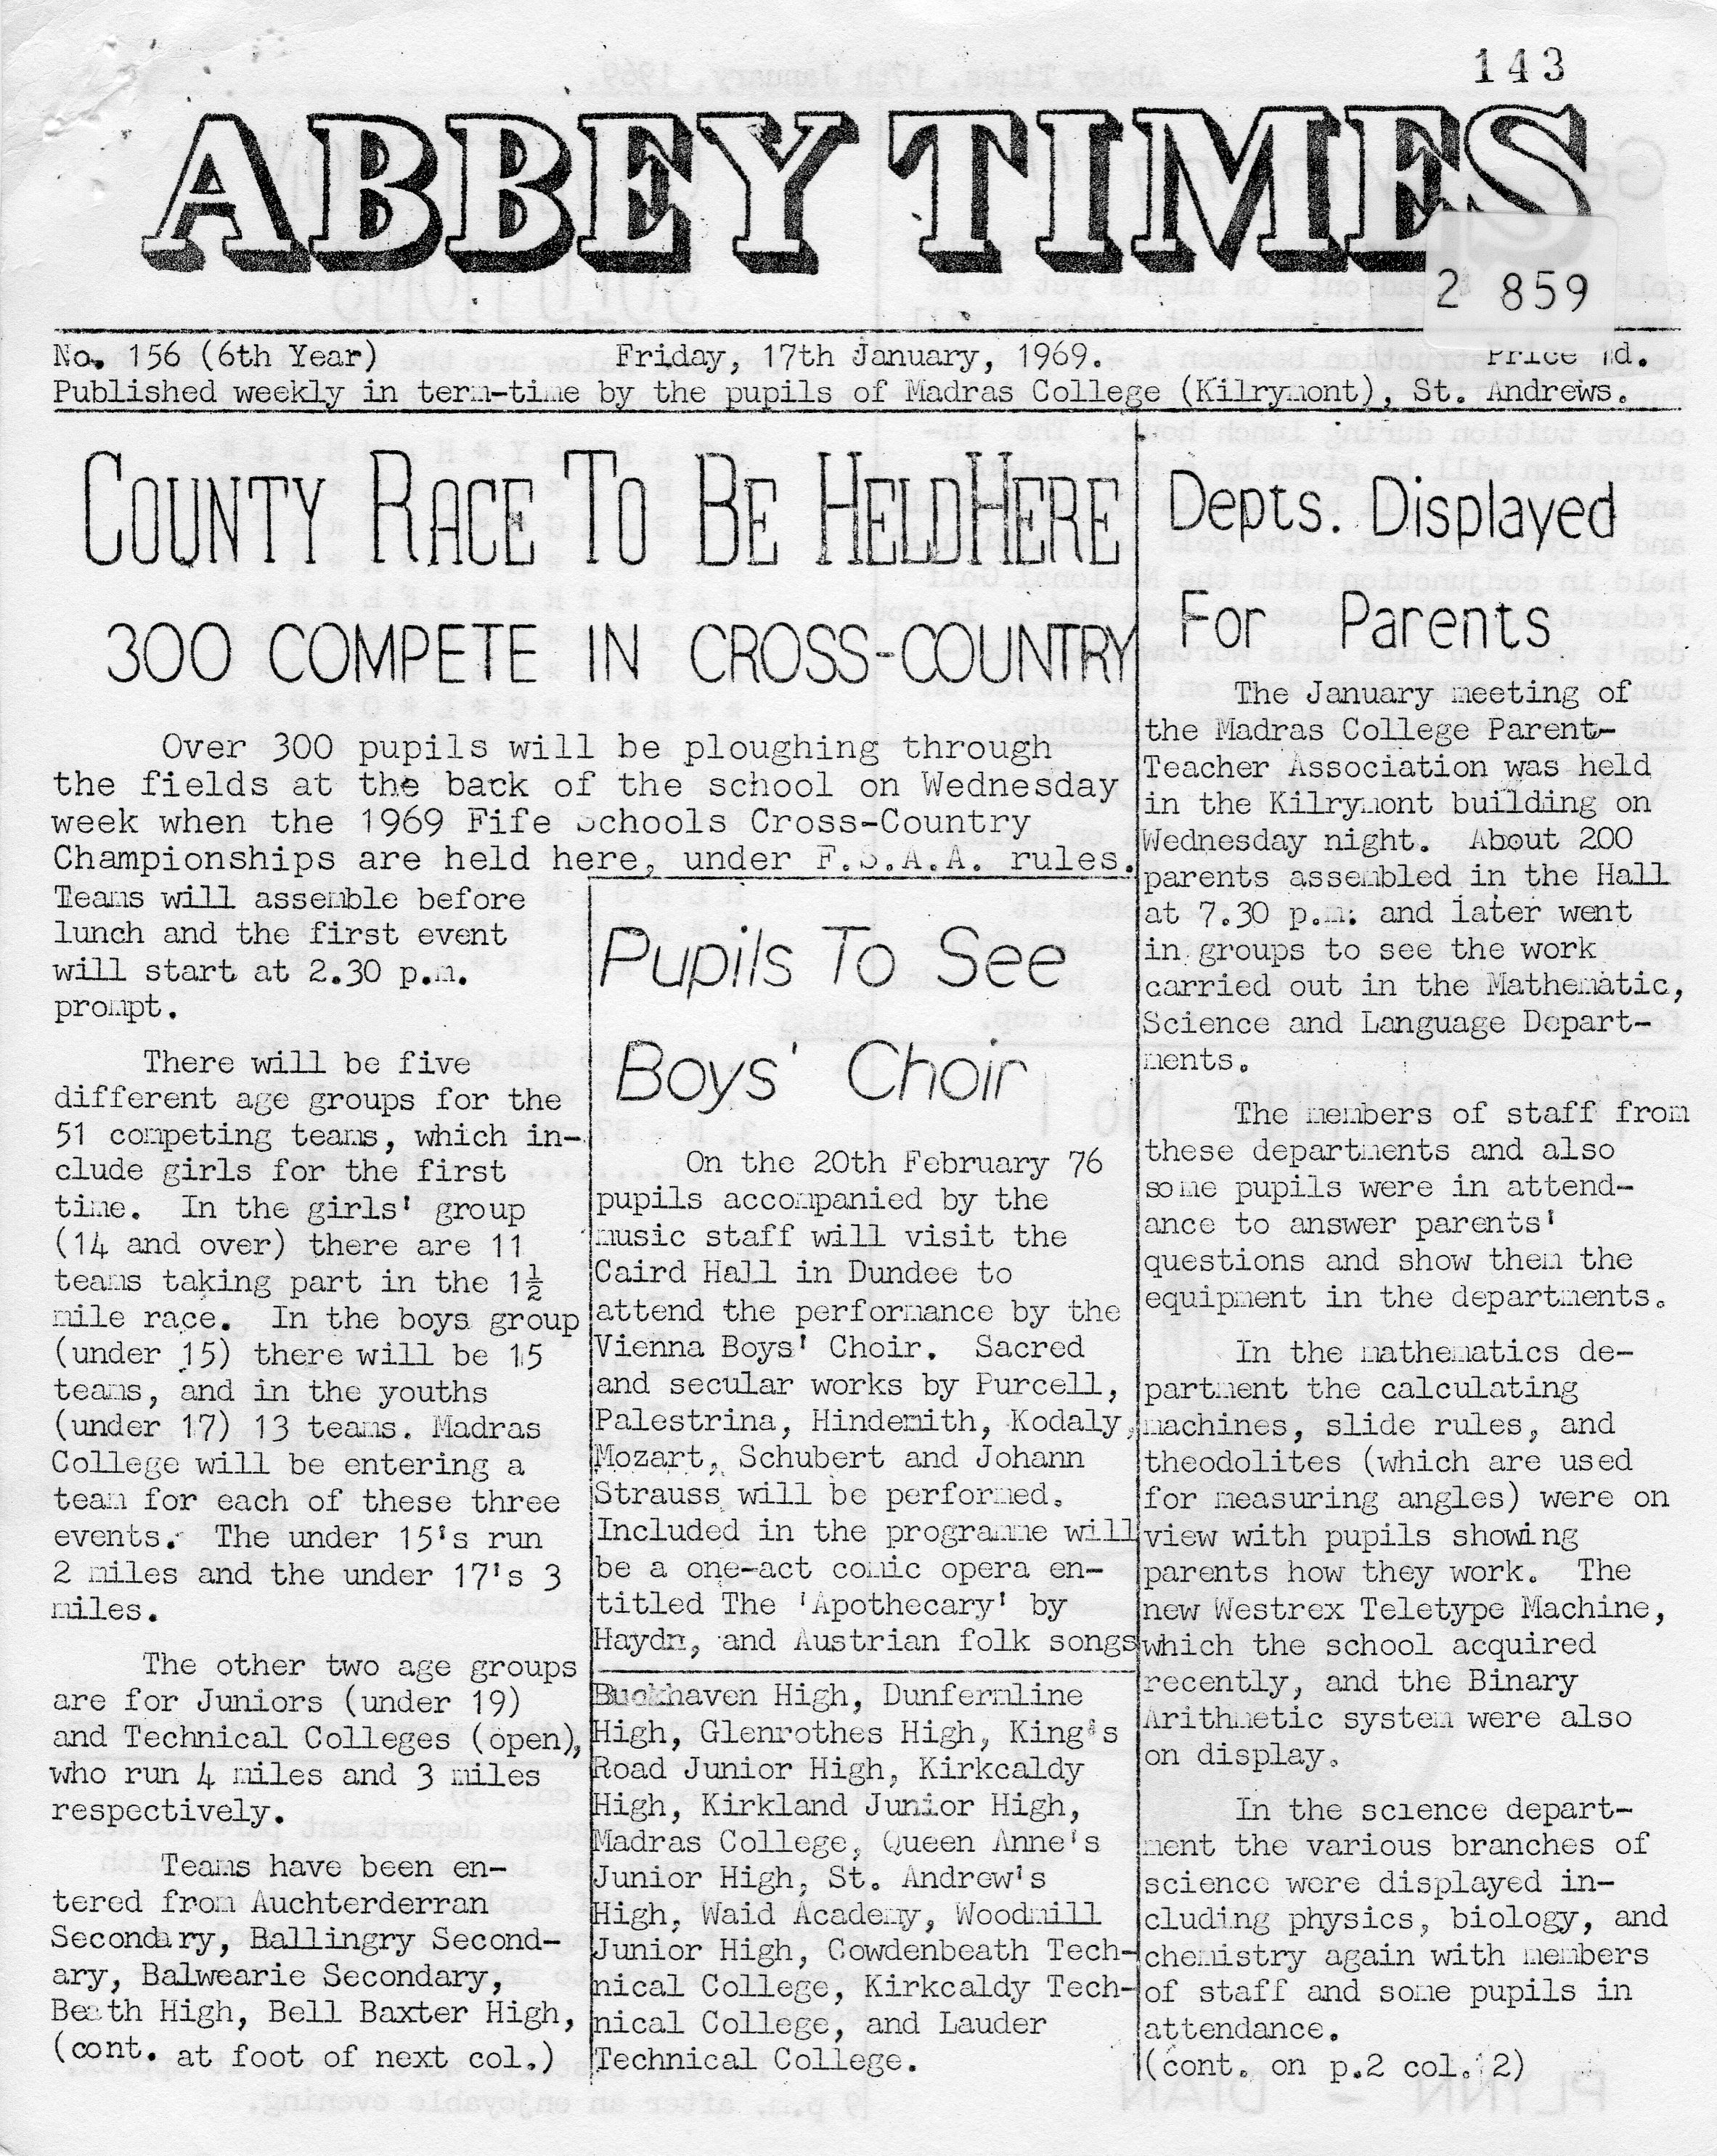 143
ABBEY TIMES
2 859
No. 156 (6th Year) Friday, 17th January, 1969. Price 1d.
Published weekly in term-time by the pupils of Madras College (Kilrymont), St. Andrews.
COUNTY RACE TO BE HELD HERE
300 COMPETE IN CROSS-COUNTRY
Over 300 pupils will be ploughing through
the fields at the back of the school on Wednesday
week when the 1969 Fife Schools Cross-Country
Championships are held here, under F.S.A.A. rules.
Teams will assemble before
lunch and the first event
will start at 2.30 p.m.
prompt.
There will be five
different age groups for the
51 competing teams, which in-
clude girls for the first
time. In the girls' group
(14 and over) there are 11
teams taking part in the 1½
mile race. In the boys group
(under 15) there will be 15
teams, and in the youths
(under 17) 13 teams. Madras
College will be entering a
team for each of these three
events. The under 15's run
2 miles and the under 17's 3
miles.
The other two age groups
are for Juniors (under 19)
and Technical Colleges (open),
who run 4 miles and 3 miles
respectively.
Teams have been en-
tered from Auchterderran
Secondary, Ballingry Second-
ary, Balwearie Secondary,
Beath High, Bell Baxter High,
(cont. at foot of next col.)
Pupils To See
Boys' Choir
On the 20th February 76
pupils accompanied by the
music staff will visit the
Caird Hall in Dundee to
attend the performance by the
Vienna Boys' Choir. Sacred
and secular works by Purcell,
Palestrina, Hindemith, Kodaly,
Mozart, Schubert and Johann
Strauss will be performed.
Included in the programme will
be a one-act comic opera en-
titled The 'Apothecary' by
Haydn, and Austrian folk songs
Buckhaven High, Dunfermline
High, Glenrothes High, King's
Road Junior High, Kirkcaldy
High, Kirkland Junior High,
Madras College, Queen Anne's
Junior High, St. Andrew's
High, Waid Academy, Woodmill
Junior High, Cowdenbeath Tech-
nical College, Kirkcaldy Tech-
nical College, and Lauder
Technical College.
Depts. Displayed
For Parents
The January meeting of
the Madras College Parent-
Teacher Association was held
in the Kilrymont building on
Wednesday night. About 200
parents assembled in the Hall
at 7.30 p.m. and later went
in groups to see the work
carried out in the Mathematic,
Science and Language Depart-
ments.
The members of staff from
these departments and also
some pupils were in attend-
ance to answer parents'
questions and show them the
equipment in the departments.
In the mathematics de-
partment the calculating
machines, slide rules, and
theodolites (which are used
for measuring angles) were on
view with pupils showing
parents how they work. The
new Westrex Teletype Machine,
which the school acquired
recently, and the Binary
Arithmetic system were also
on display.
In the science depart-
ment the various branches of
science were displayed in-
cluding physics, biology, and
chemistry again with members
of staff and some pupils in
attendance.
(cont. on p.2 col. 2)